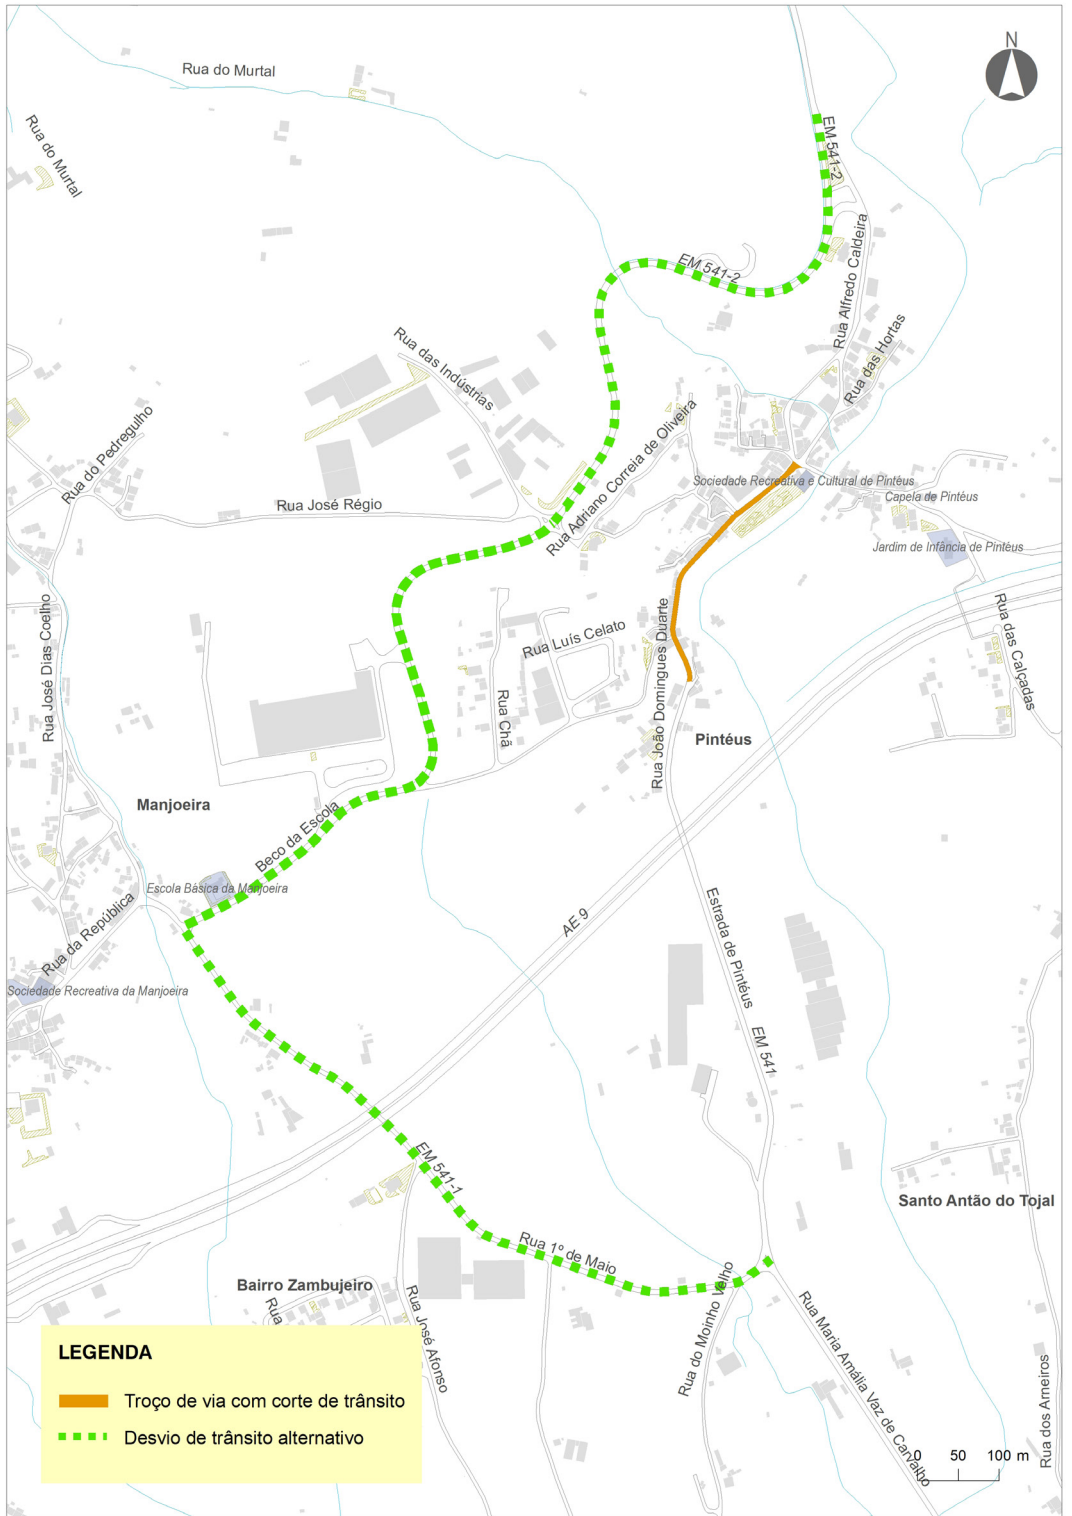 N
Rua do Murtal
Rua do Murtal
EM 541-2
EM 541-2
Rua Alfredo Caldeira
Rua das Hortas
Rua das Indústrias
Rua do Pedregulho
Rua José Régio
Rua Adriano Correia de Oliveira
Sociedade Recreativa e Cultural de Pintéus
Capela de Pintéus
Jardim de Infância de Pintéus
Rua José Dias Coelho
Rua Luís Celato
Rua Chã
Rua João Domingues Duarte
Rua das Calçadas
Pintéus
Manjoeira
Beco da Escola
Escola Básica da Manjoeira
Rua da República
Sociedade Recreativa da Manjoeira
AE 9
Estrada de Pintéus
EM 541
EM 541-1
Santo Antão do Tojal
Rua 1º de Maio
Bairro Zambujeiro
Rua
Rua José Afonso
Rua do Moinho Velho
Rua Maria Amália Vaz de Carvalho
Rua dos Arneiros
LEGENDA
Troço de via com corte de trânsito
Desvio de trânsito alternativo
0 50 100 m